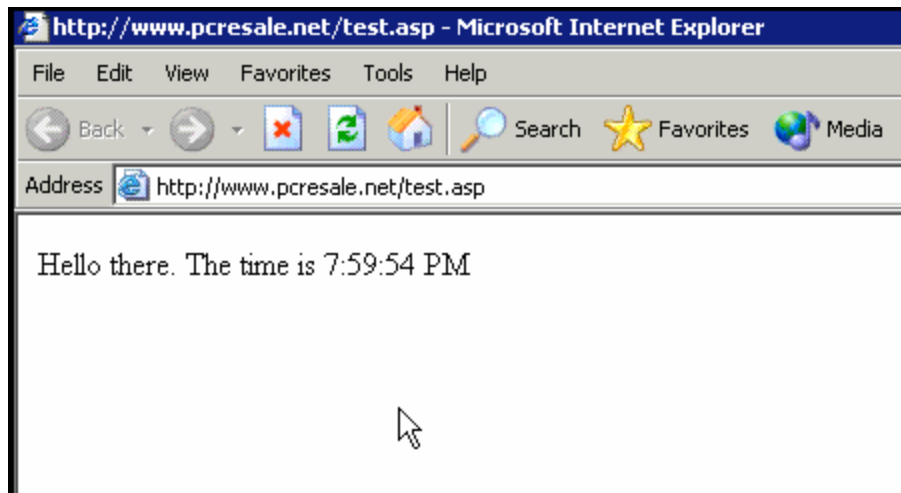 http://www.pcresale.net/test.asp - Microsoft Internet Explorer
File Edit View Favorites Tools Help
Back Search Favorites Media
Address http://www.pcresale.net/test.asp
Hello there. The time is 7:59:54 PM